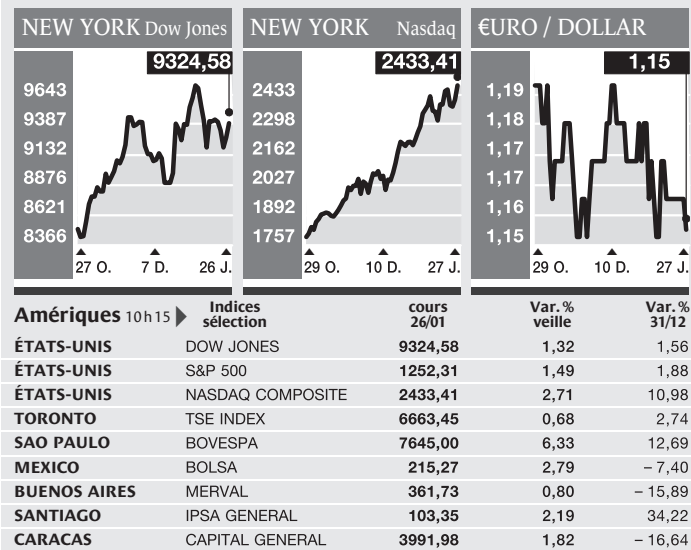 NEW YORK Dow Jones
9324,58
9643
9387
9132
8876
8621
8366
27 O. 7 D. 26 J.
NEW YORK Nasdaq
2433,41
2433
2298
2162
2027
1892
1757
29 O. 10 D. 27 J.
€URO / DOLLAR
1,15
1,19
1,18
1,17
1,17
1,16
1,15
29 O. 10 D. 27 J.
Amériques 10h15 Indices sélection cours 26/01 Var. % veille Var. % 31/12
ÉTATS-UNIS DOW JONES 9324,58 1,32 1,56
ÉTATS-UNIS S&P 500 1252,31 1,49 1,88
ÉTATS-UNIS NASDAQ COMPOSITE 2433,41 2,71 10,98
TORONTO TSE INDEX 6663,45 0,68 2,74
SAO PAULO BOVESPA 7645,00 6,33 12,69
MEXICO BOLSA 215,27 2,79 – 7,40
BUENOS AIRES MERVAL 361,73 0,80 – 15,89
SANTIAGO IPSA GENERAL 103,35 2,19 34,22
CARACAS CAPITAL GENERAL 3991,98 1,82 – 16,64